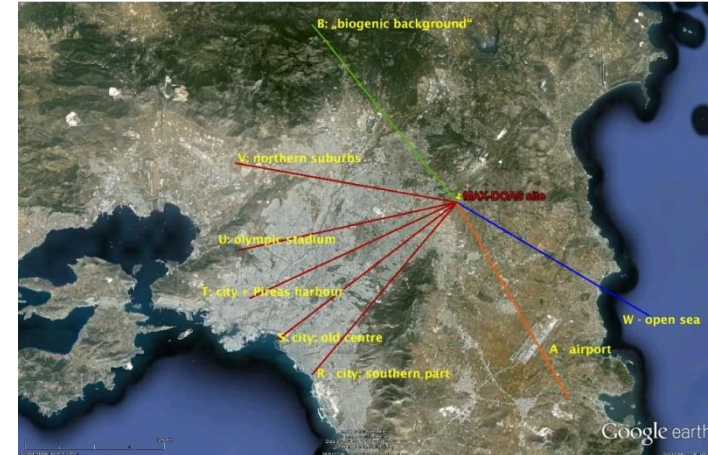 B: „biogenic background“
V: northern suburbs
MAX-DOAS site
U: olympic stadium
T: city + Pireas harbour
W - open sea
S: city: old centre
A - airport
R - city: southern part
Google earth